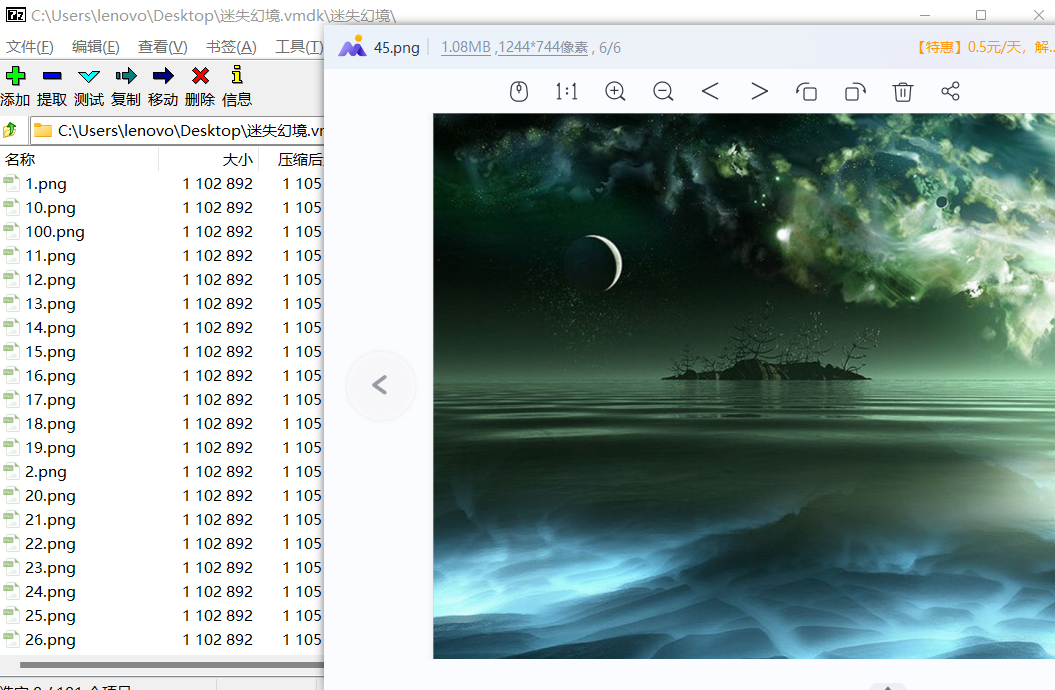 C:\Users\lenovo\Desktop\迷失幻境.vmdk\迷失幻境\
文件(F) 编辑(E) 查看(V) 书签(A) 工具(T)
添加 提取 测试 复制 移动 删除 信息
C:\Users\lenovo\Desktop\迷失幻境.vm
名称 大小 压缩后
1.png 1 102 892 1 105
10.png 1 102 892 1 105
100.png 1 102 892 1 105
11.png 1 102 892 1 105
12.png 1 102 892 1 105
13.png 1 102 892 1 105
14.png 1 102 892 1 105
15.png 1 102 892 1 105
16.png 1 102 892 1 105
17.png 1 102 892 1 105
18.png 1 102 892 1 105
19.png 1 102 892 1 105
2.png 1 102 892 1 105
20.png 1 102 892 1 105
21.png 1 102 892 1 105
22.png 1 102 892 1 105
23.png 1 102 892 1 105
24.png 1 102 892 1 105
25.png 1 102 892 1 105
26.png 1 102 892 1 105
45.png 1.08MB ,1244*744像素 , 6/6
【特惠】0.5元/天，解..
1:1